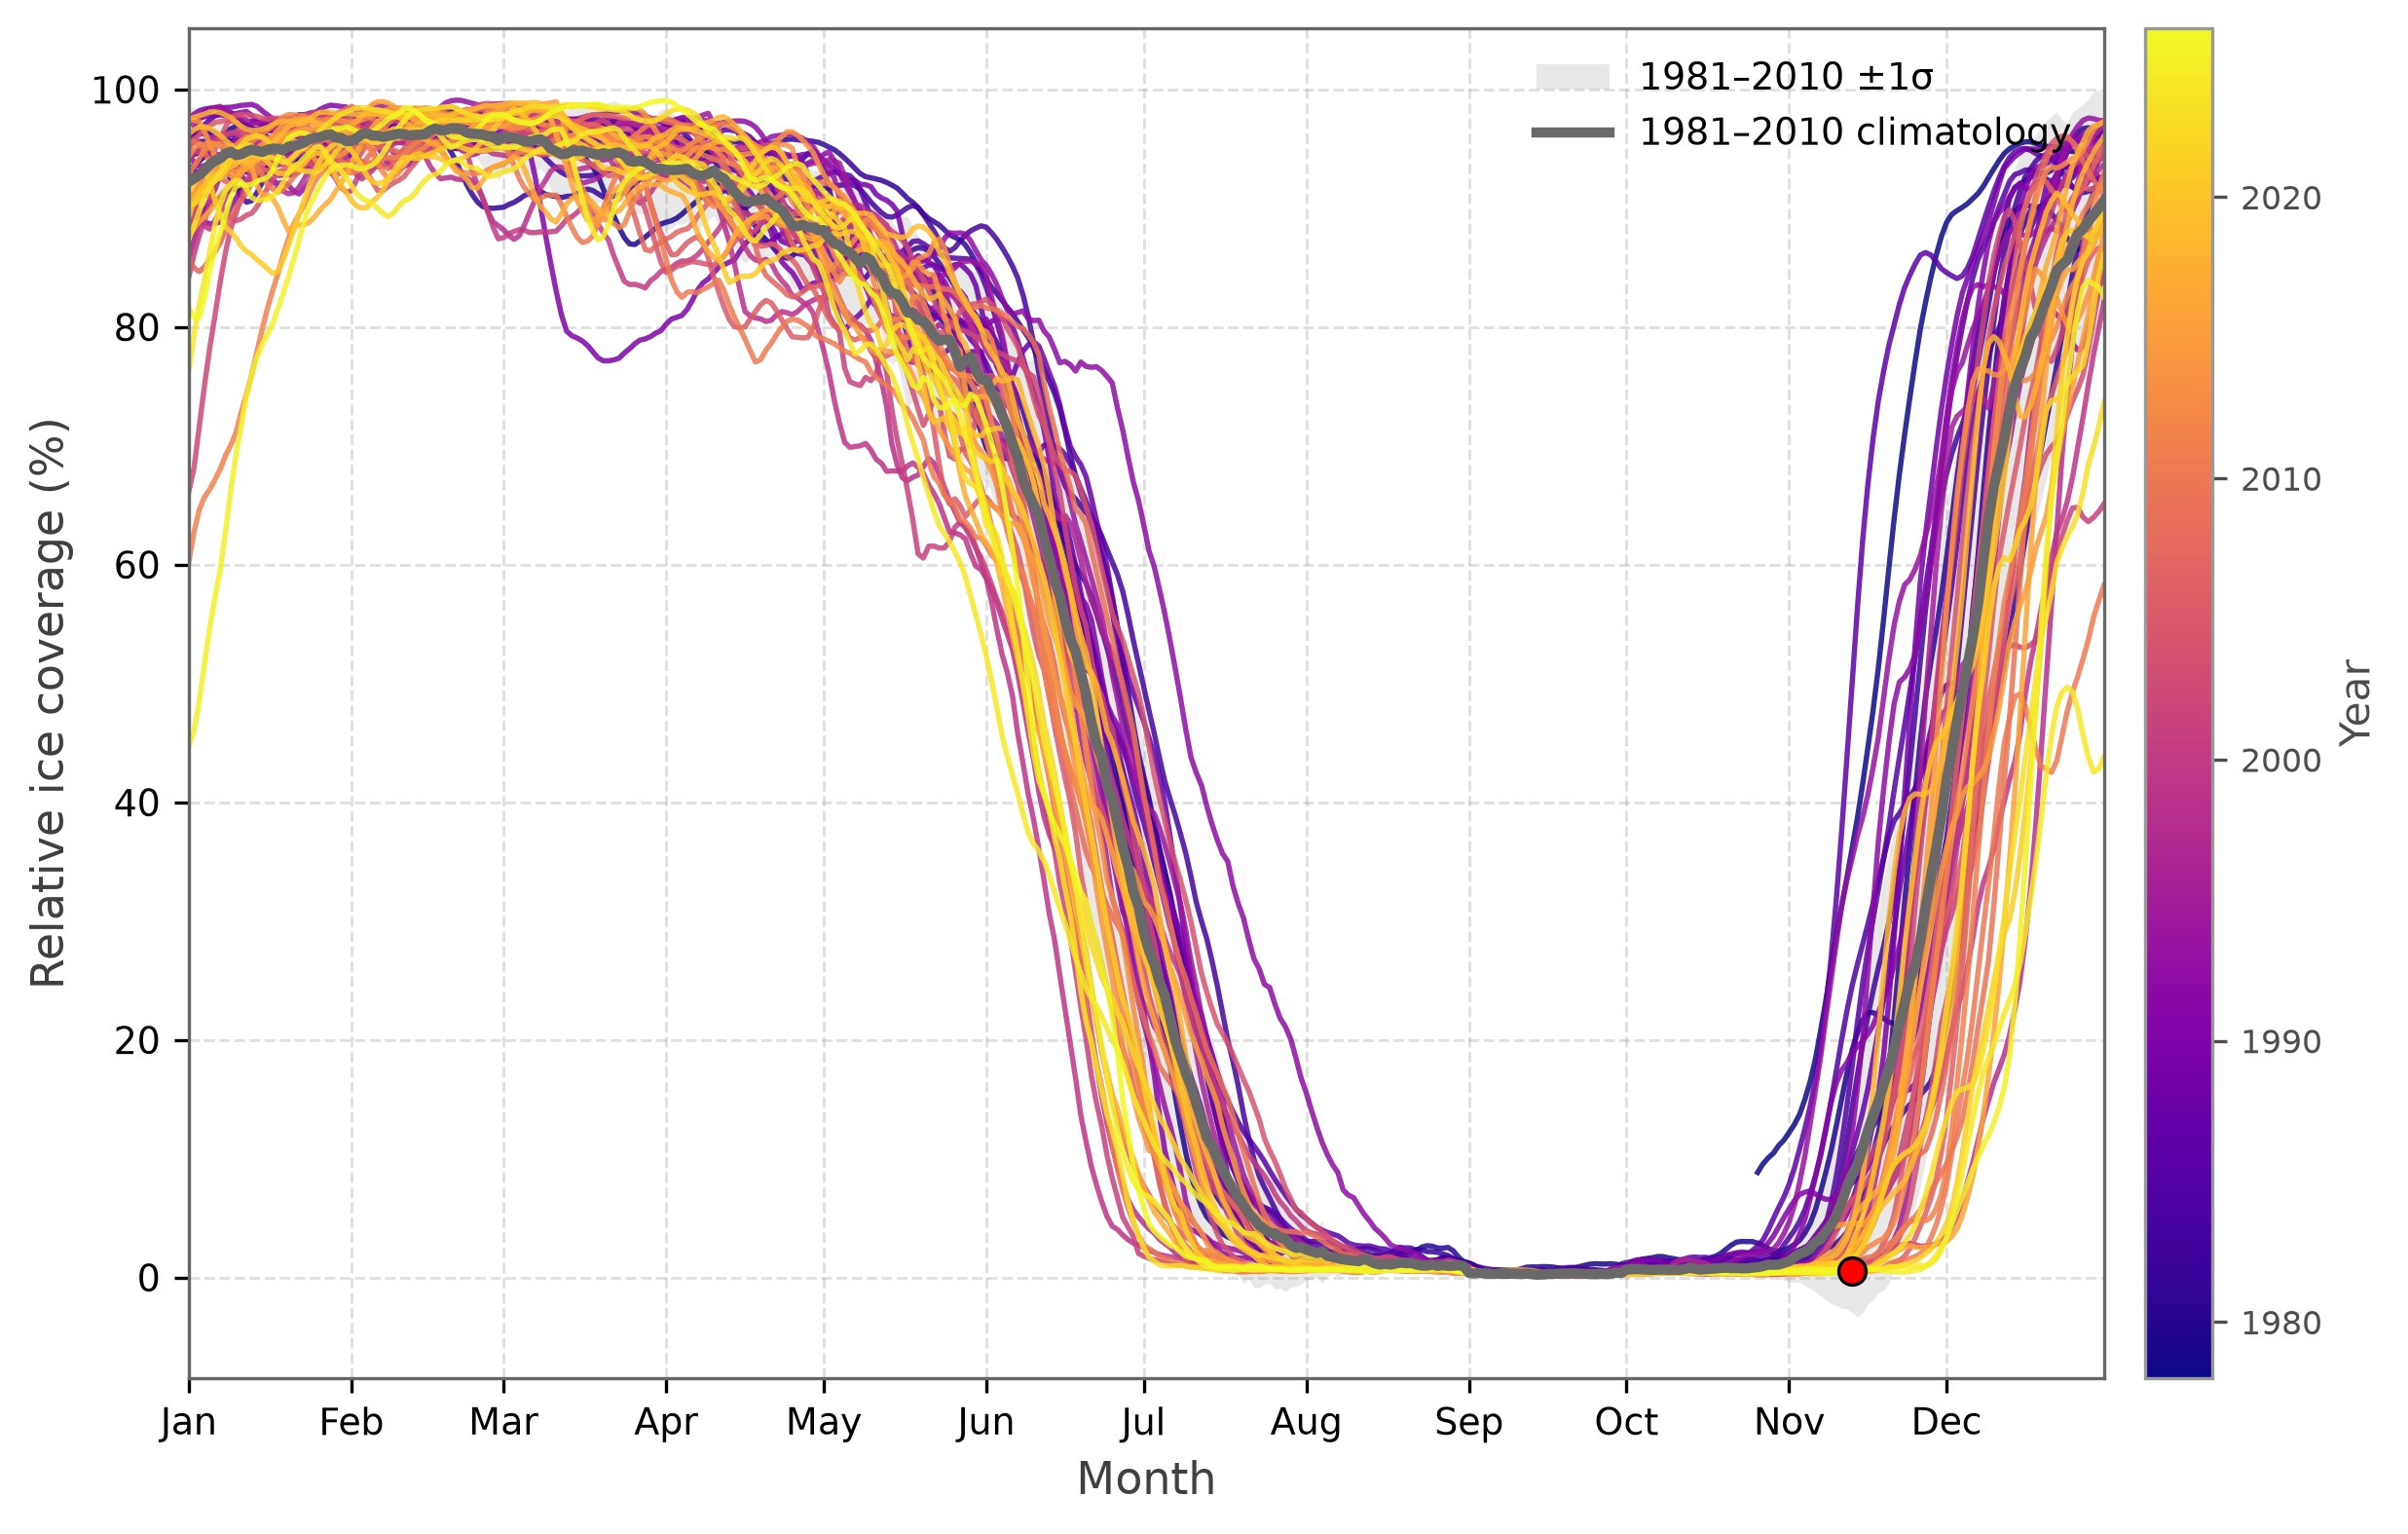 1981–2010 ±1σ
1981–2010 climatology
Relative ice coverage (%)
100
80
60
40
20
0
Jan Feb Mar Apr May Jun Jul Aug Sep Oct Nov Dec
Month
2020
2010
2000
1990
1980
Year